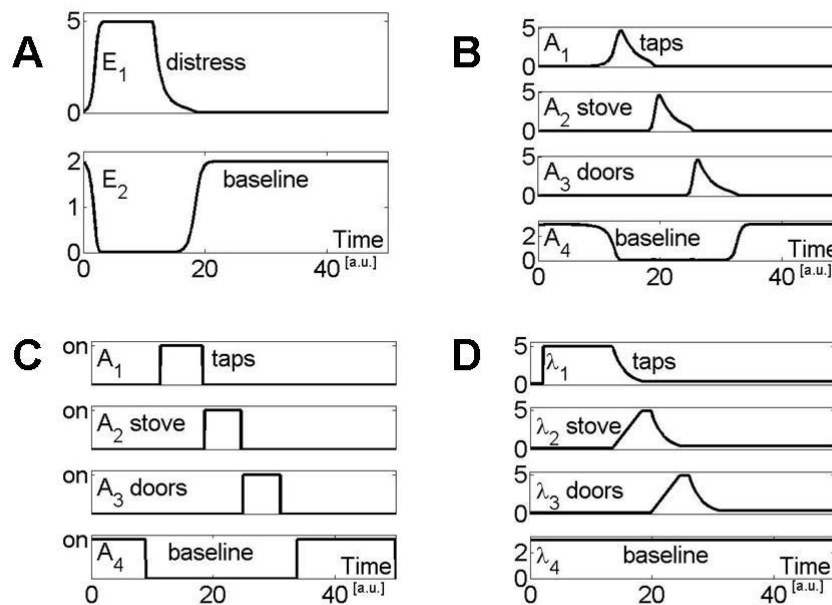 A
5
E1 distress
0
2
E2 baseline
1
0
Time
0 20 40 [a.u.]
B
5
A1 taps
0
5
A2 stove
0
5
A3 doors
0
2
A4 baseline Time
0
0 20 40 [a.u.]
C
on
A1 taps
on
A2 stove
on
A3 doors
on
A4 baseline Time
0 20 40 [a.u.]
D
5
λ1 taps
0
5
λ2 stove
0
5
λ3 doors
0
2
λ4 baseline Time
0
0 20 40 [a.u.]